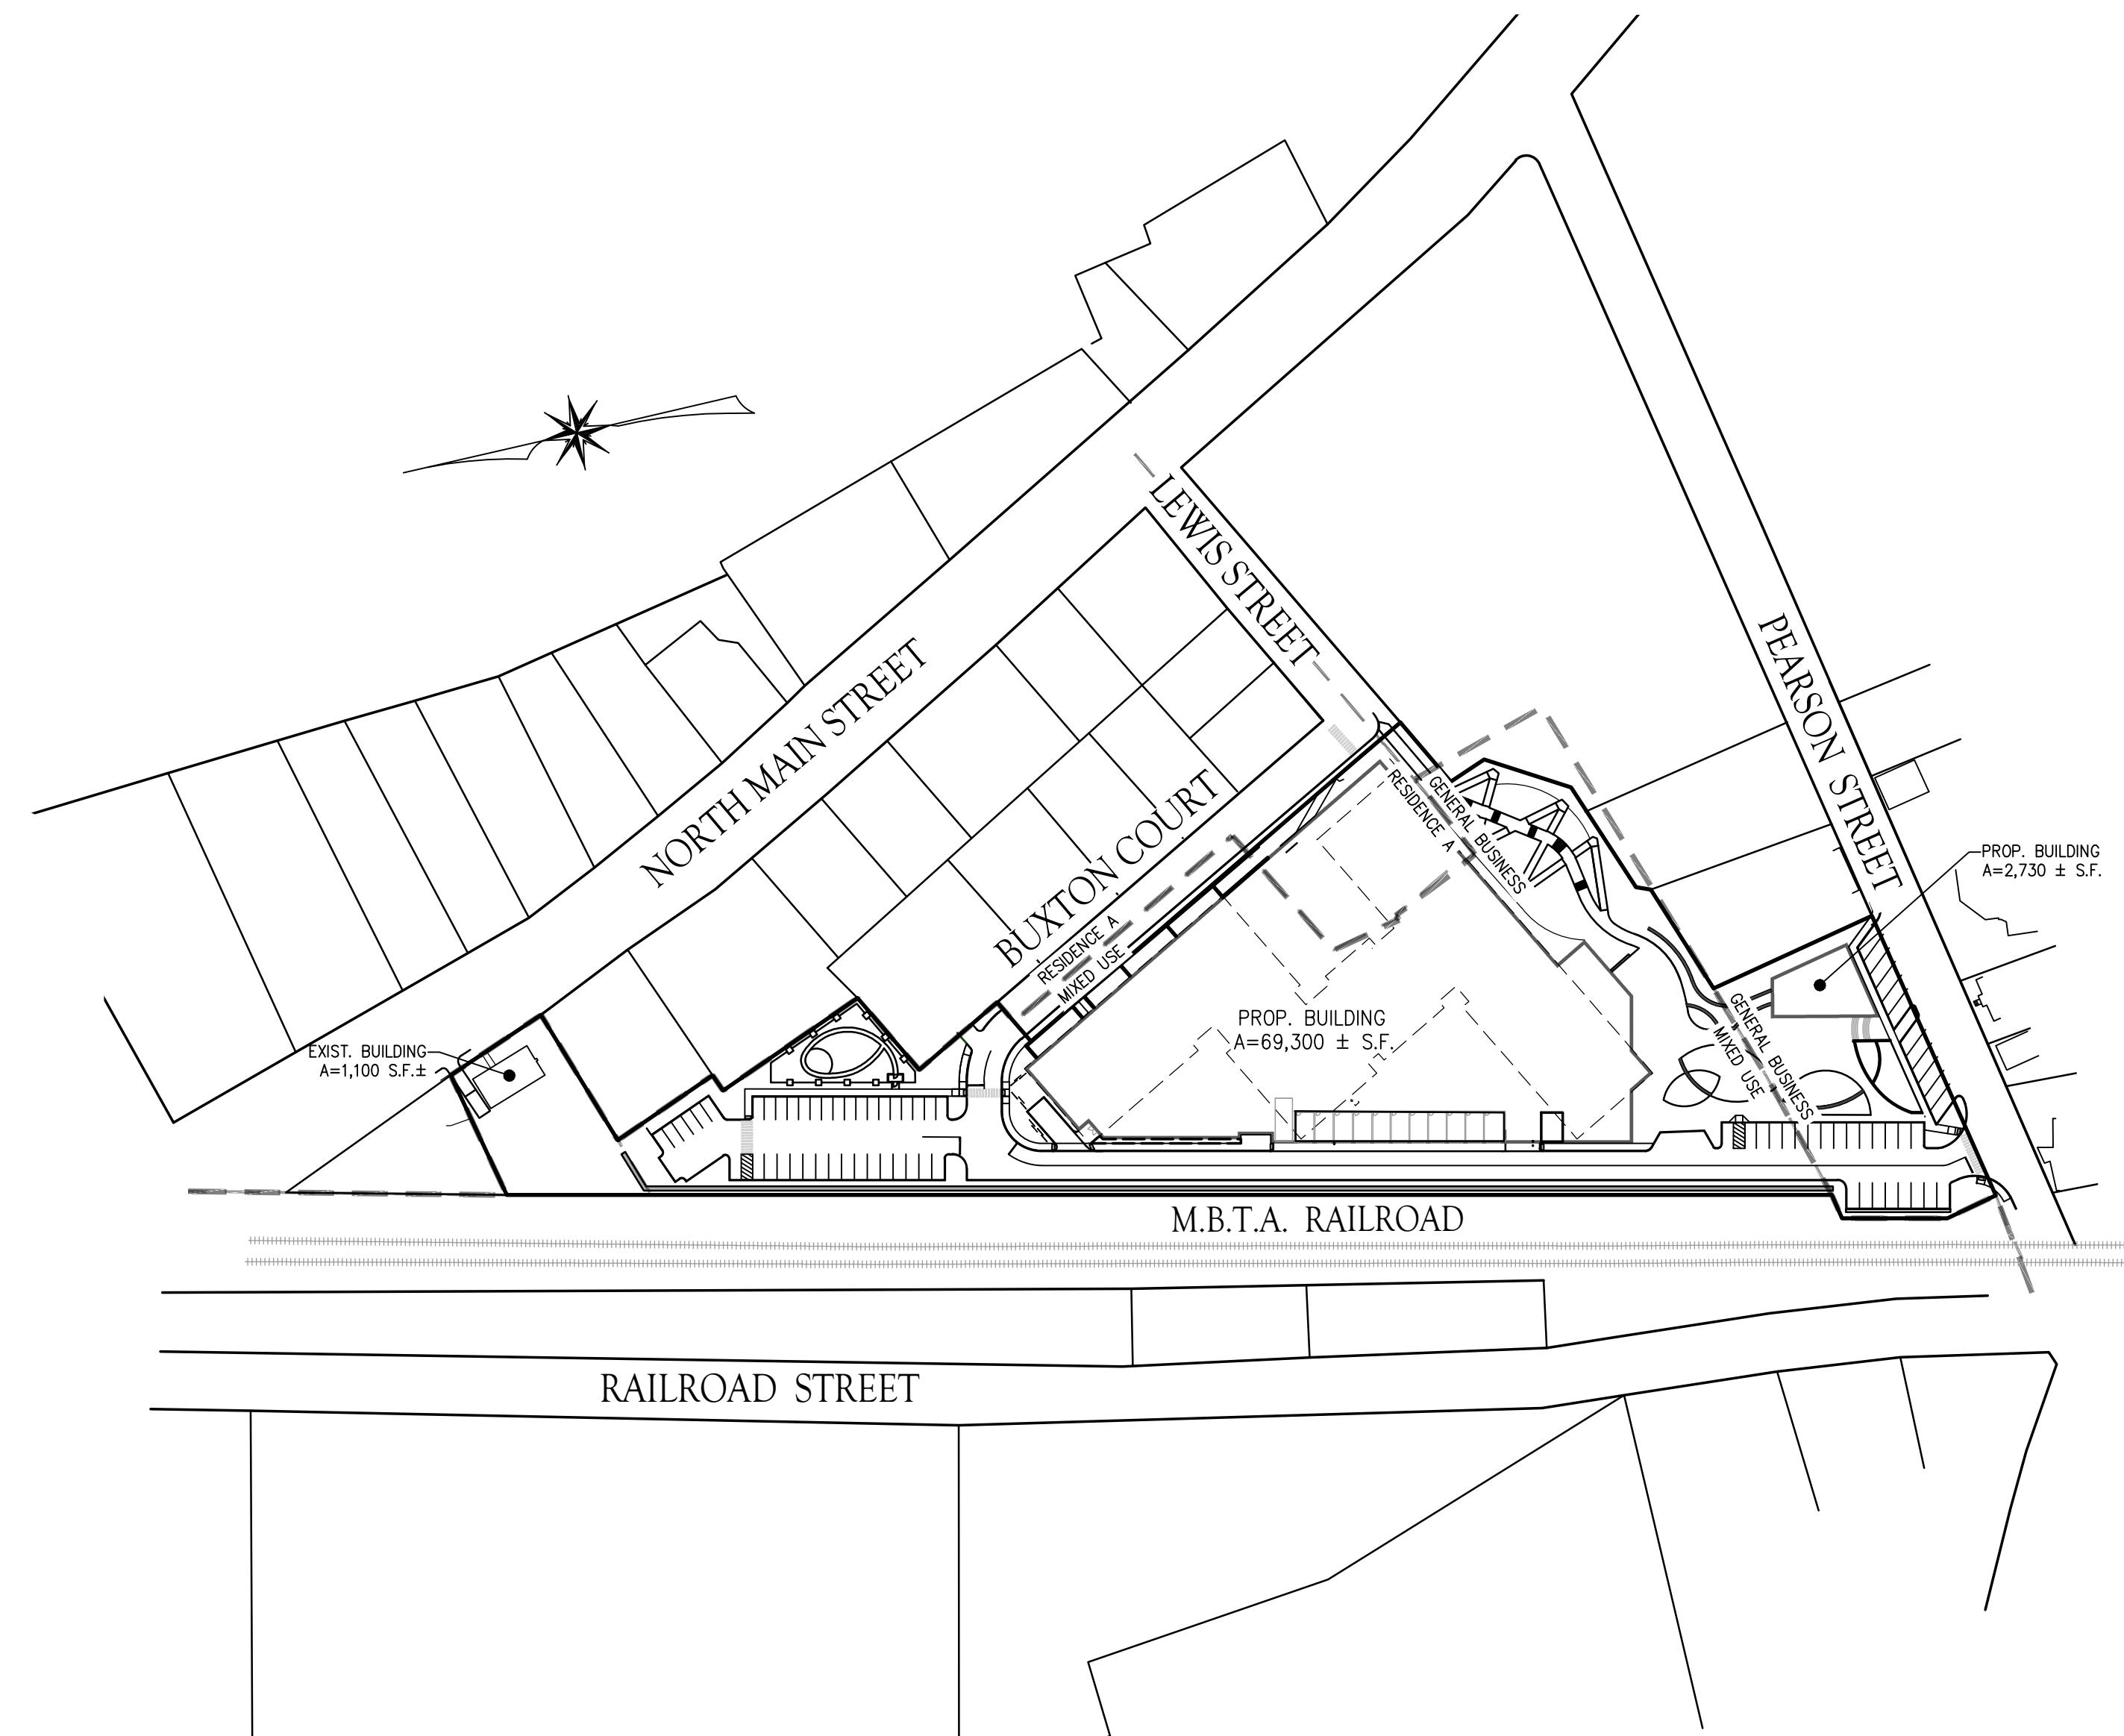 LEWIS STREET
PEARSON STREET
NORTH MAIN STREET
BUXTON COURT
RESIDENCE A
MIXED USE
RESIDENCE A
GENERAL BUSINESS
PROP. BUILDING
A=2,730 ± S.F.
PROP. BUILDING
A=69,300 ± S.F.
GENERAL BUSINESS
MIXED USE
EXIST. BUILDING
A=1,100 S.F.±
M.B.T.A. RAILROAD
RAILROAD STREET